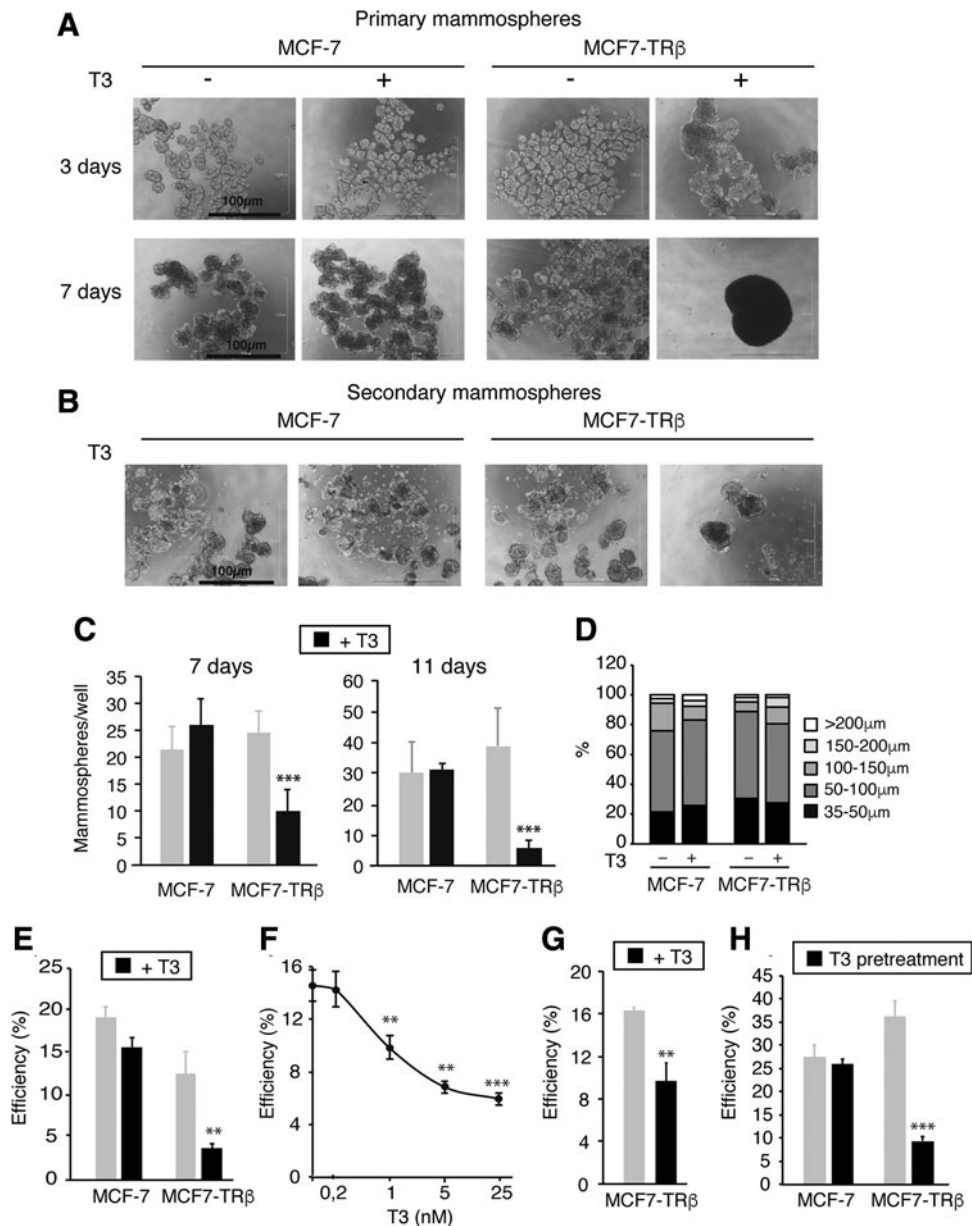 A
Primary mammospheres
MCF-7 MCF7-TRβ
T3 - + - +
3 days
100µm
7 days
100µm
B
Secondary mammospheres
MCF-7 MCF7-TRβ
T3
100µm
C
+ T3
7 days
11 days
Mammospheres/well
35
30
25
20
15
10
5
0
***
MCF-7 MCF7-TRβ
60
50
40
30
20
10
0
***
MCF-7 MCF7-TRβ
D
%
120
100
80
60
40
20
0
>200µm
150-200µm
100-150µm
50-100µm
35-50µm
T3 − + − +
MCF-7 MCF7-TRβ
E
+ T3
Efficiency (%)
25
20
15
10
5
0
**
MCF-7 MCF7-TRβ
F
Efficiency (%)
16
12
8
4
0
**
**
***
0,2 1 5 25
T3 (nM)
G
+ T3
Efficiency (%)
20
16
12
8
4
0
**
MCF7-TRβ
H
T3 pretreatment
Efficiency (%)
45
40
35
30
25
20
15
10
5
0
***
MCF-7 MCF7-TRβ